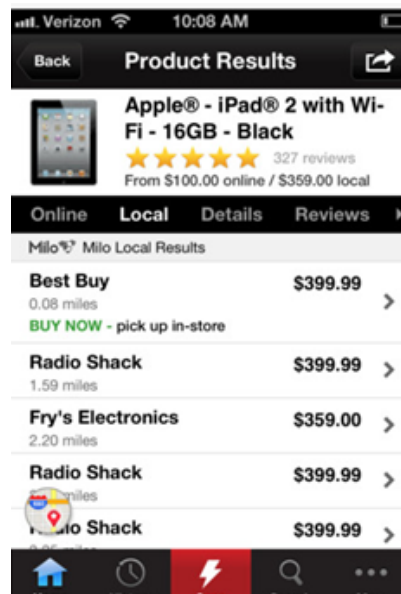 Verizon 10:08 AM
Back Product Results
Apple® - iPad® 2 with Wi-
Fi - 16GB - Black
327 reviews
From $100.00 online / $359.00 local
Online Local Details Reviews
Milo Milo Local Results
Best Buy $399.99
0.08 miles
BUY NOW - pick up in-store
Radio Shack $399.99
1.59 miles
Fry's Electronics $359.00
2.20 miles
Radio Shack $399.99
miles
Shack $399.99